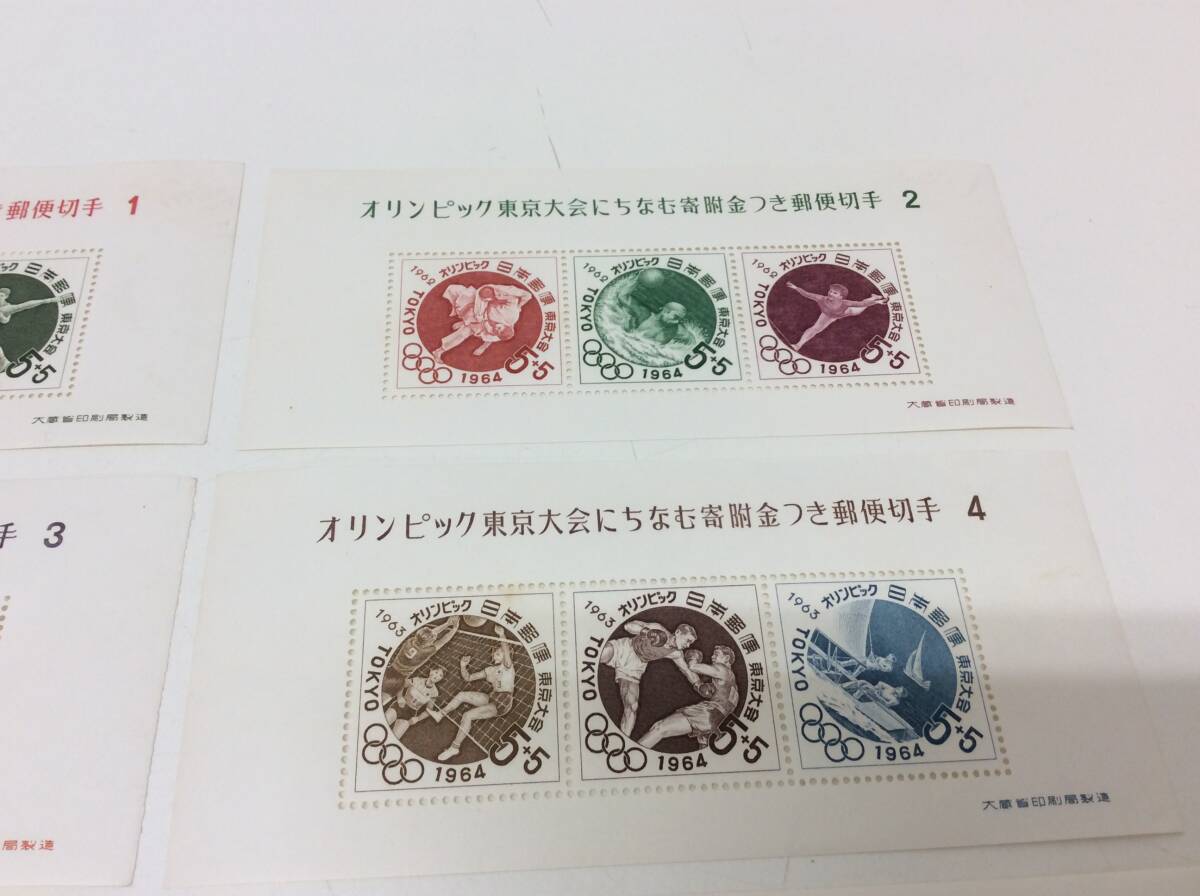 郵便切手 1
日本郵便
5+5
大蔵省印刷局製造
オリンピック東京大会にちなむ寄附金つき郵便切手 2
1962 オリンピック 日本郵便 東京大会
TOKYO
1964
5+5
1962 オリンピック 日本郵便 東京大会
TOKYO
1964
5+5
1962 オリンピック 日本郵便 東京大会
TOKYO
1964
5+5
大蔵省印刷局製造
手 3
局製造
オリンピック東京大会にちなむ寄附金つき郵便切手 4
1963 オリンピック 日本郵便 東京大会
TOKYO
1964
5+5
1963 オリンピック 日本郵便 東京大会
TOKYO
1964
5+5
1963 オリンピック 日本郵便 東京大会
TOKYO
1964
5+5
大蔵省印刷局製造